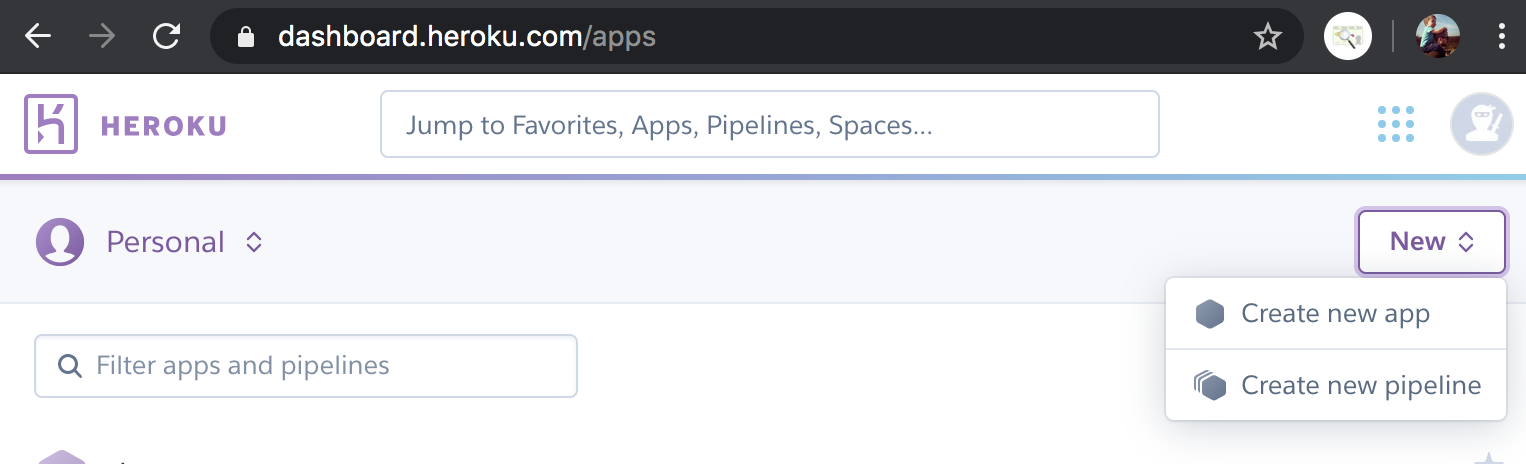 dashboard.heroku.com/apps
HEROKU
Jump to Favorites, Apps, Pipelines, Spaces...
Personal
New
Create new app
Filter apps and pipelines
Create new pipeline